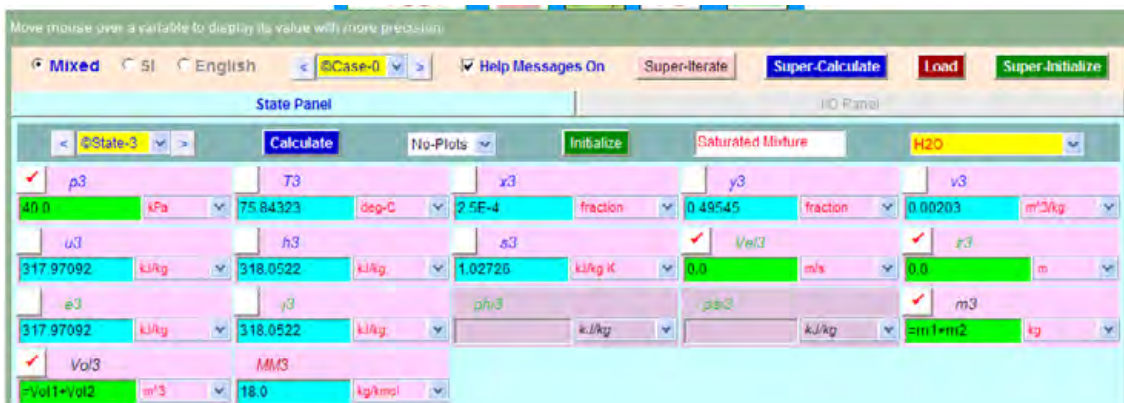 Move mouse over a variable to display its value with more precision.
Mixed SI English < ©Case-0 > Help Messages On Super-Iterate Super-Calculate Load Super-Initialize
State Panel I/O Panel
< ©State-3 > Calculate No-Plots Initialize Saturated Mixture H2O
p3 T3 x3 y3 v3
40.0 kPa 75.84323 deg-C 2.5E-4 fraction 0.49545 fraction 0.00203 m^3/kg
u3 h3 s3 Vel3 z3
317.97092 kJ/kg 318.0522 kJ/kg 1.02726 kJ/kg K 0.0 m/s 0.0 m
e3 j3 phi3 psi3 m3
317.97092 kJ/kg 318.0522 kJ/kg kJ/kg kJ/kg =m1+m2 kg
Vol3 MM3
=Vol1+Vol2 m^3 18.0 kg/kmol